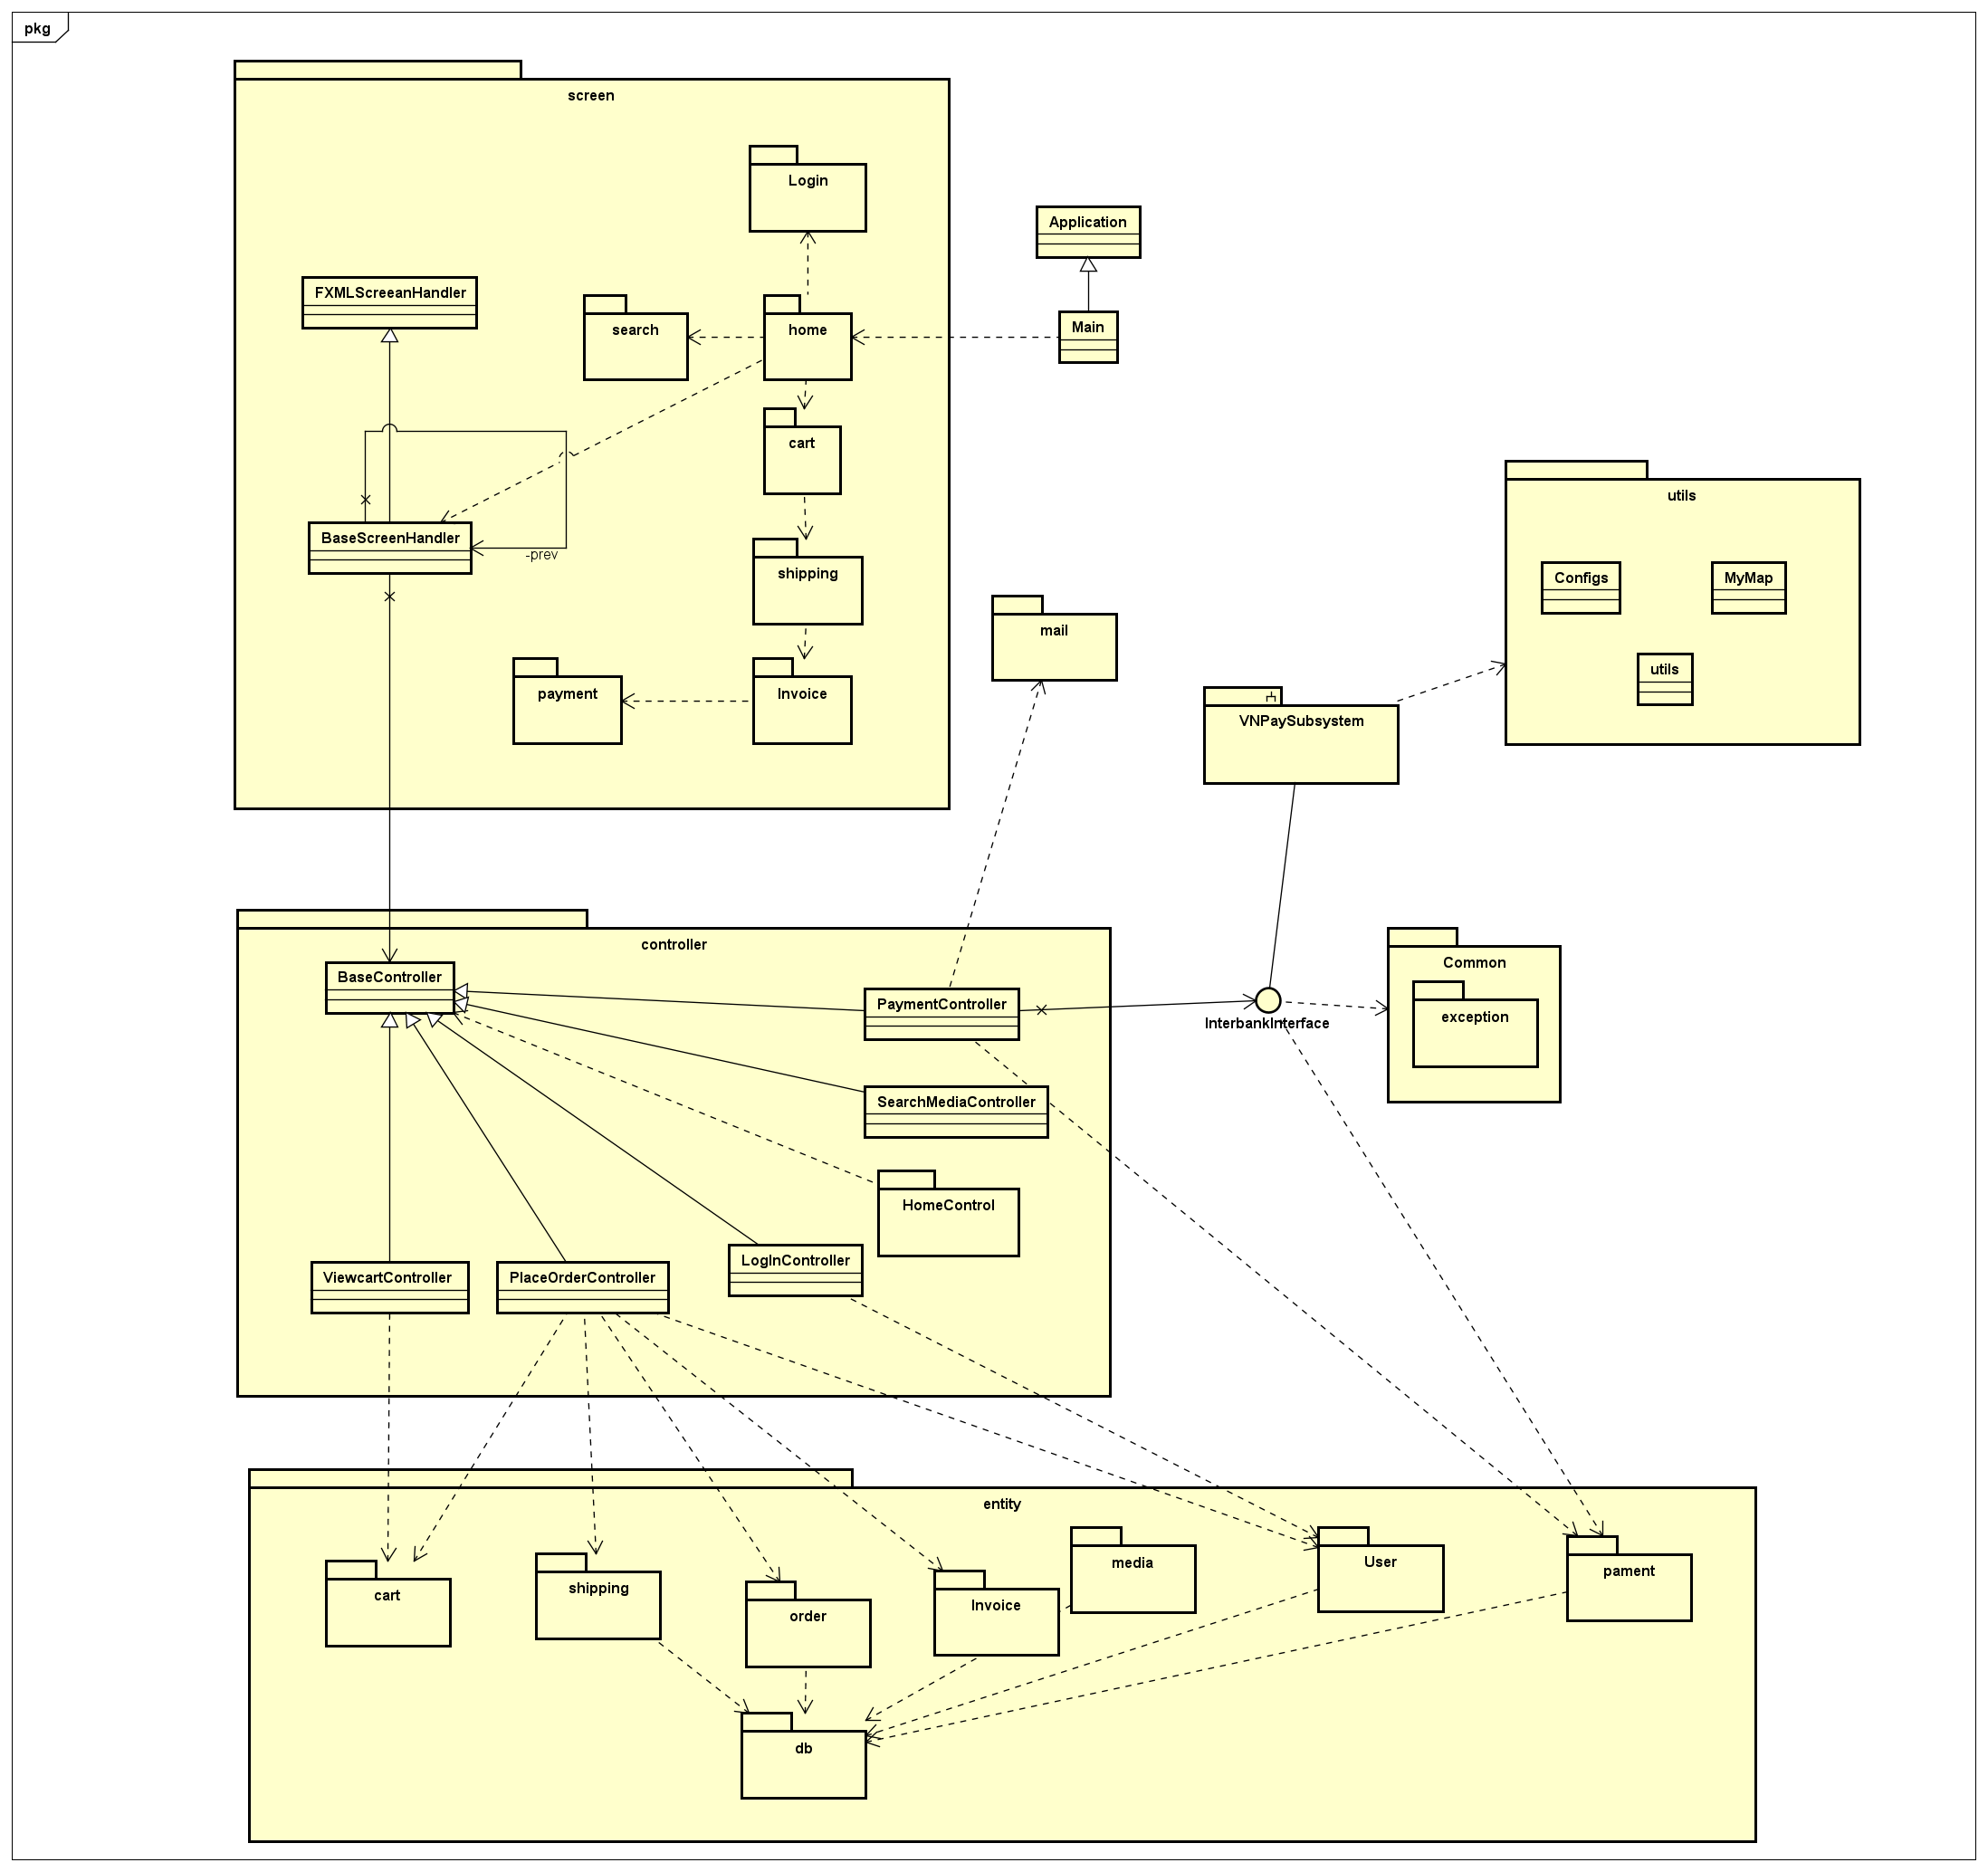 pkg
screen
Login
Application
FXMLScreeanHandler
search
home
Main
cart
utils
BaseScreenHandler
-prev
shipping
Configs
MyMap
mail
utils
payment
Invoice
VNPaySubsystem
controller
Common
BaseController
PaymentController
InterbankInterface
exception
SearchMediaController
HomeControl
LogInController
ViewcartController
PlaceOrderController
entity
cart
shipping
order
Invoice
media
User
pament
db